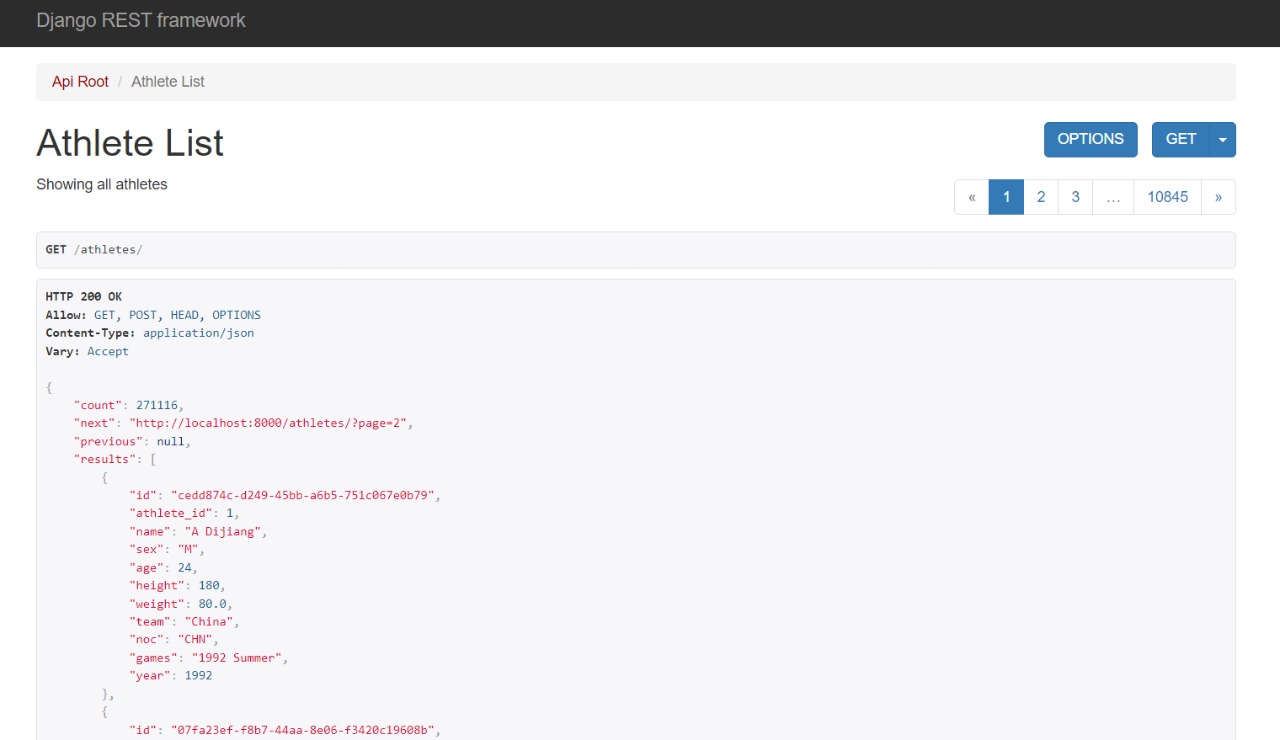 Django REST framework
Api Root / Athlete List
Athlete List
OPTIONS
GET
Showing all athletes
« 1 2 3 … 10845 »
GET /athletes/
HTTP 200 OK
Allow: GET, POST, HEAD, OPTIONS
Content-Type: application/json
Vary: Accept
{
    "count": 271116,
    "next": "http://localhost:8000/athletes/?page=2",
    "previous": null,
    "results": [
        {
            "id": "cedd874c-d249-45bb-a6b5-751c067e0b79",
            "athlete_id": 1,
            "name": "A Dijiang",
            "sex": "M",
            "age": 24,
            "height": 180,
            "weight": 80.0,
            "team": "China",
            "noc": "CHN",
            "games": "1992 Summer",
            "year": 1992
        },
        {
            "id": "07fa23ef-f8b7-44aa-8e06-f3420c19608b",